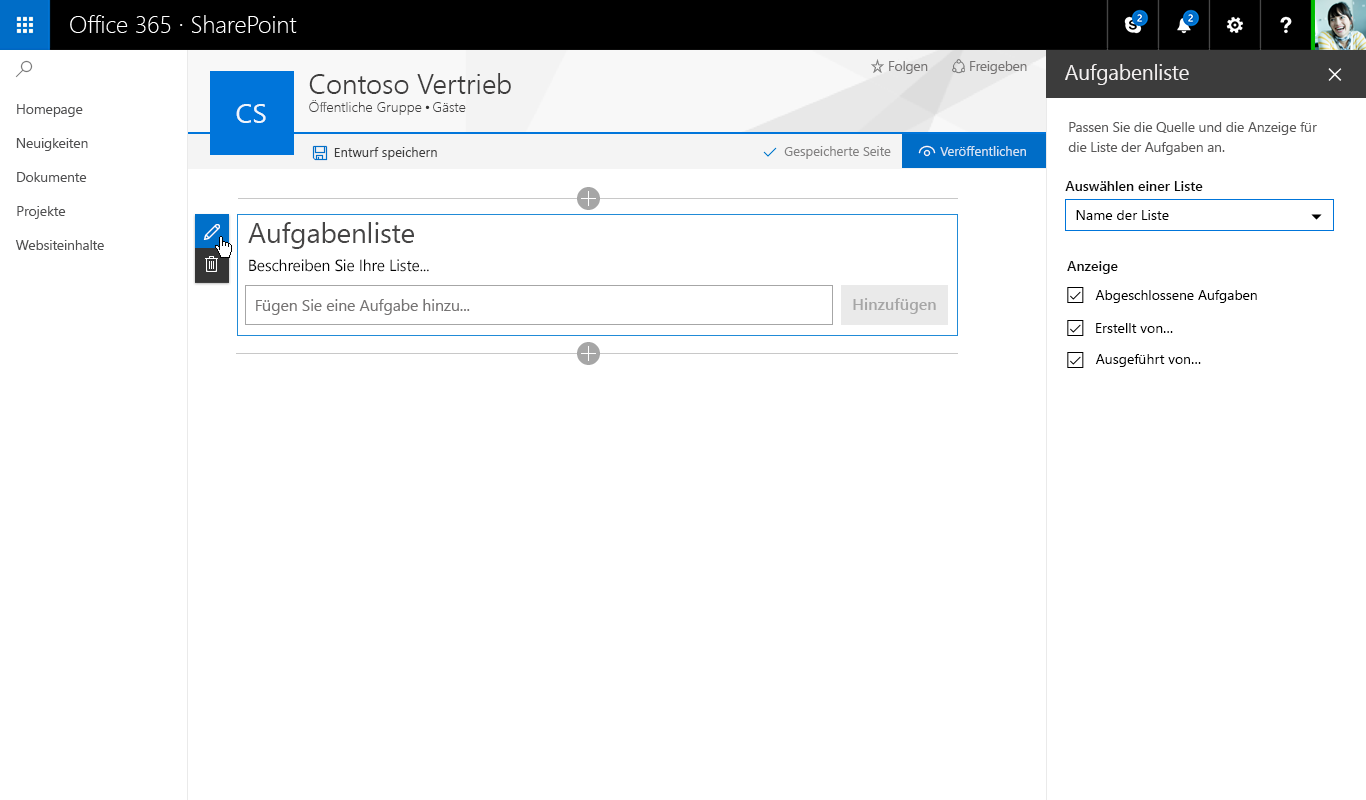 Office 365 · SharePoint
2
2
?
Homepage
Neuigkeiten
Dokumente
Projekte
Websiteinhalte
CS
Contoso Vertrieb
Öffentliche Gruppe • Gäste
Folgen
Freigeben
Entwurf speichern
Gespeicherte Seite
Veröffentlichen
Aufgabenliste
Beschreiben Sie Ihre Liste...
Fügen Sie eine Aufgabe hinzu...
Hinzufügen
Aufgabenliste
Passen Sie die Quelle und die Anzeige für
die Liste der Aufgaben an.
Auswählen einer Liste
Name der Liste
Anzeige
Abgeschlossene Aufgaben
Erstellt von...
Ausgeführt von...